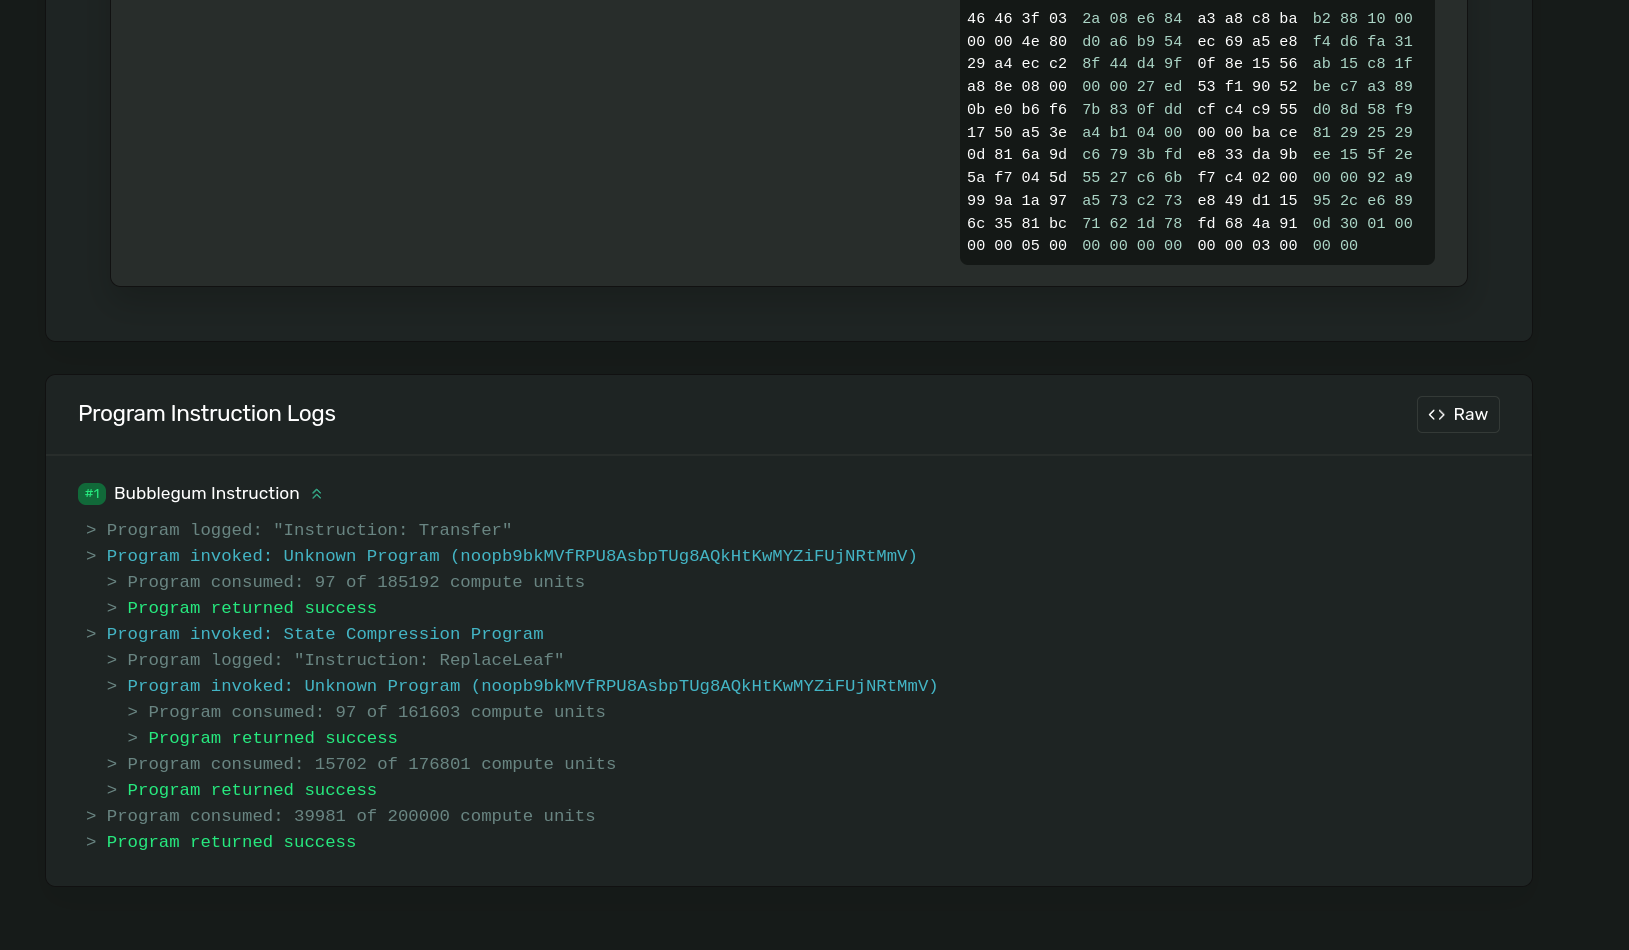 46 46 3f 03 2a 08 e6 84 a3 a8 c8 ba b2 88 10 00
00 00 4e 80 d0 a6 b9 54 ec 69 a5 e8 f4 d6 fa 31
29 a4 ec c2 8f 44 d4 9f 0f 8e 15 56 ab 15 c8 1f
a8 8e 08 00 00 00 27 ed 53 f1 90 52 be c7 a3 89
0b e0 b6 f6 7b 83 0f dd cf c4 c9 55 d0 8d 58 f9
17 50 a5 3e a4 b1 04 00 00 00 ba ce 81 29 25 29
0d 81 6a 9d c6 79 3b fd e8 33 da 9b ee 15 5f 2e
5a f7 04 5d 55 27 c6 6b f7 c4 02 00 00 00 92 a9
99 9a 1a 97 a5 73 c2 73 e8 49 d1 15 95 2c e6 89
6c 35 81 bc 71 62 1d 78 fd 68 4a 91 0d 30 01 00
00 00 05 00 00 00 00 00 00 00 03 00 00 00
Program Instruction Logs
<> Raw
#1 Bubblegum Instruction
> Program logged: "Instruction: Transfer"
> Program invoked: Unknown Program (noopb9bkMVfRPU8AsbpTUg8AQkHtKwMYZiFUjNRtMmV)
> Program consumed: 97 of 185192 compute units
> Program returned success
> Program invoked: State Compression Program
> Program logged: "Instruction: ReplaceLeaf"
> Program invoked: Unknown Program (noopb9bkMVfRPU8AsbpTUg8AQkHtKwMYZiFUjNRtMmV)
> Program consumed: 97 of 161603 compute units
> Program returned success
> Program consumed: 15702 of 176801 compute units
> Program returned success
> Program consumed: 39981 of 200000 compute units
> Program returned success